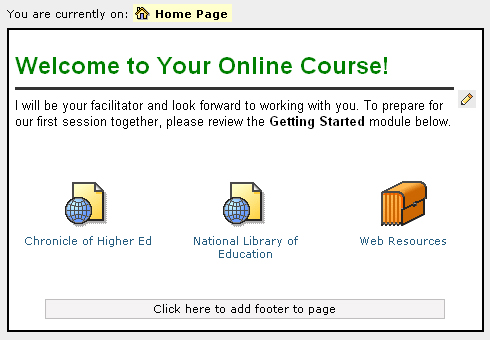 You are currently on: Home Page
Welcome to Your Online Course!
I will be your facilitator and look forward to working with you. To prepare for
our first session together, please review the Getting Started module below.
Chronicle of Higher Ed
National Library of
Education
Web Resources
Click here to add footer to page